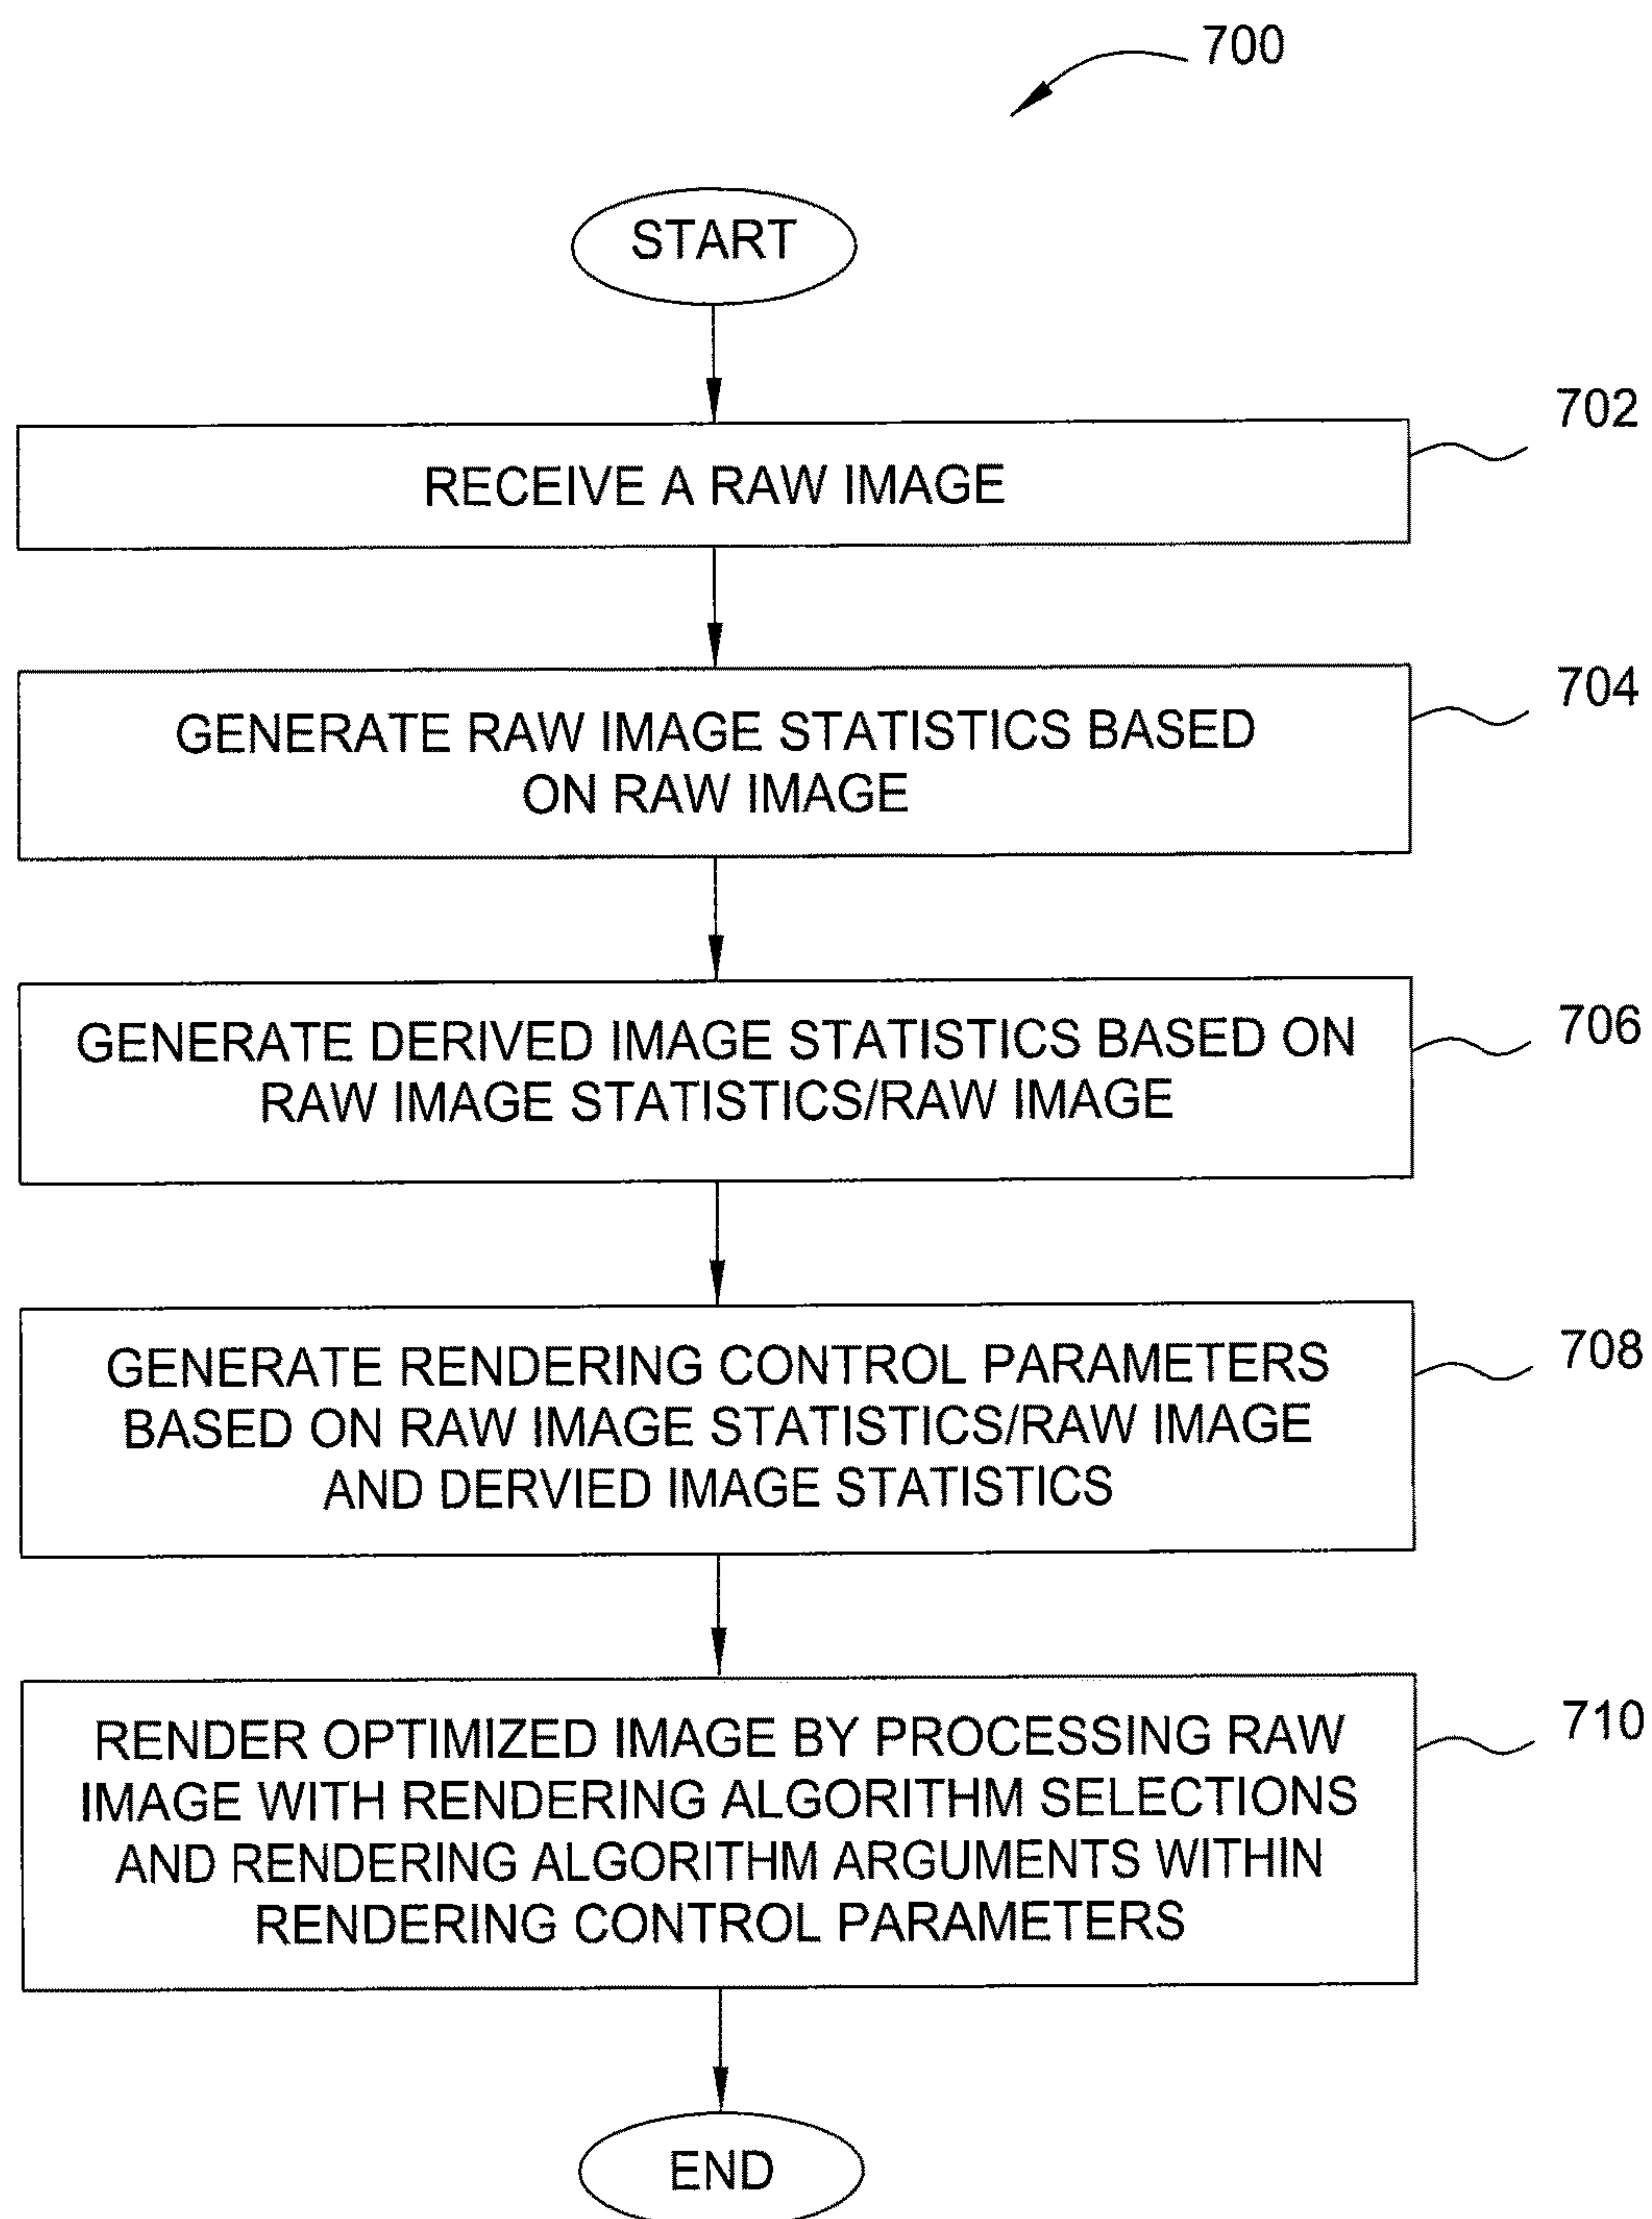 700
START
702
RECEIVE A RAW IMAGE
704
GENERATE RAW IMAGE STATISTICS BASED
ON RAW IMAGE
706
GENERATE DERIVED IMAGE STATISTICS BASED ON
RAW IMAGE STATISTICS/RAW IMAGE
708
GENERATE RENDERING CONTROL PARAMETERS
BASED ON RAW IMAGE STATISTICS/RAW IMAGE
AND DERVIED IMAGE STATISTICS
710
RENDER OPTIMIZED IMAGE BY PROCESSING RAW
IMAGE WITH RENDERING ALGORITHM SELECTIONS
AND RENDERING ALGORITHM ARGUMENTS WITHIN
RENDERING CONTROL PARAMETERS
END